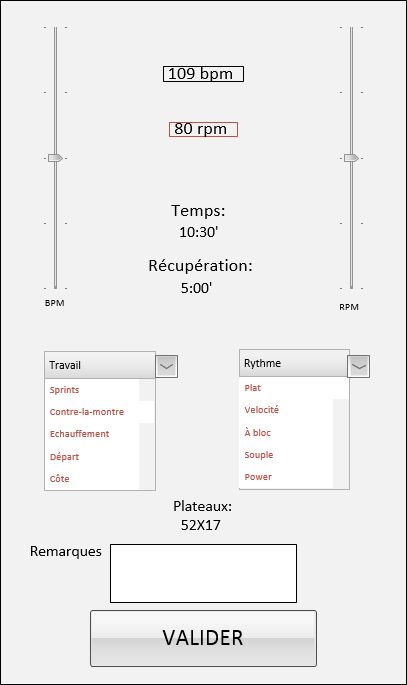 109 bpm
80 rpm
Temps:
10:30'
Récupération:
5:00'
BPM
RPM
Travail
Sprints
Contre-la-montre
Echauffement
Départ
Côte
Rythme
Plat
Velocité
À bloc
Souple
Power
Plateaux:
52X17
Remarques
VALIDER